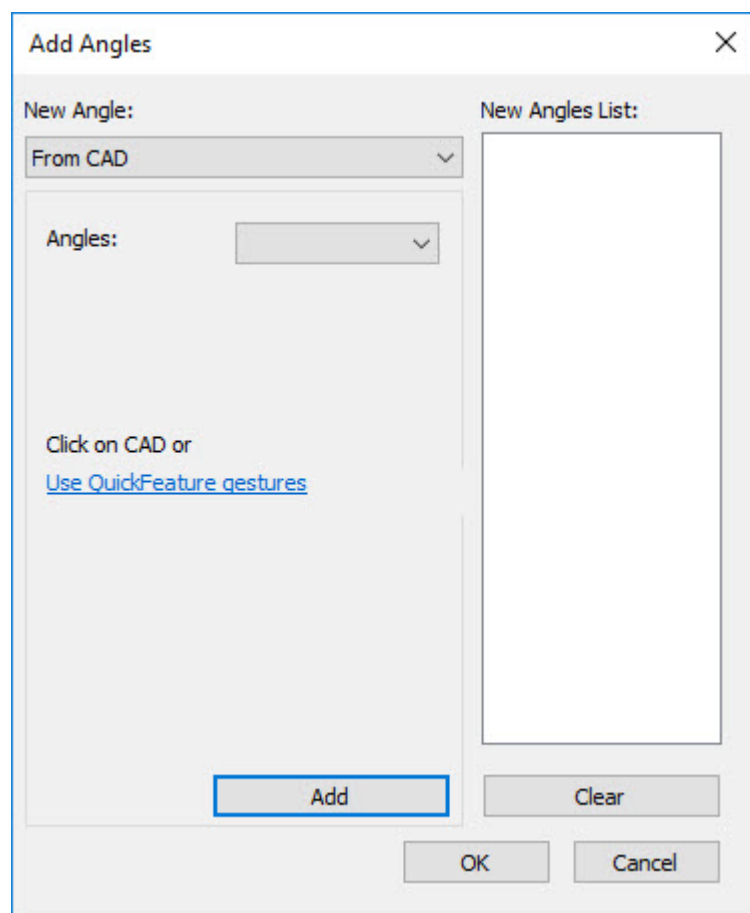 Add Angles
New Angle:
From CAD
Angles:
Click on CAD or
Use QuickFeature gestures
Add
New Angles List:
Clear
OK
Cancel